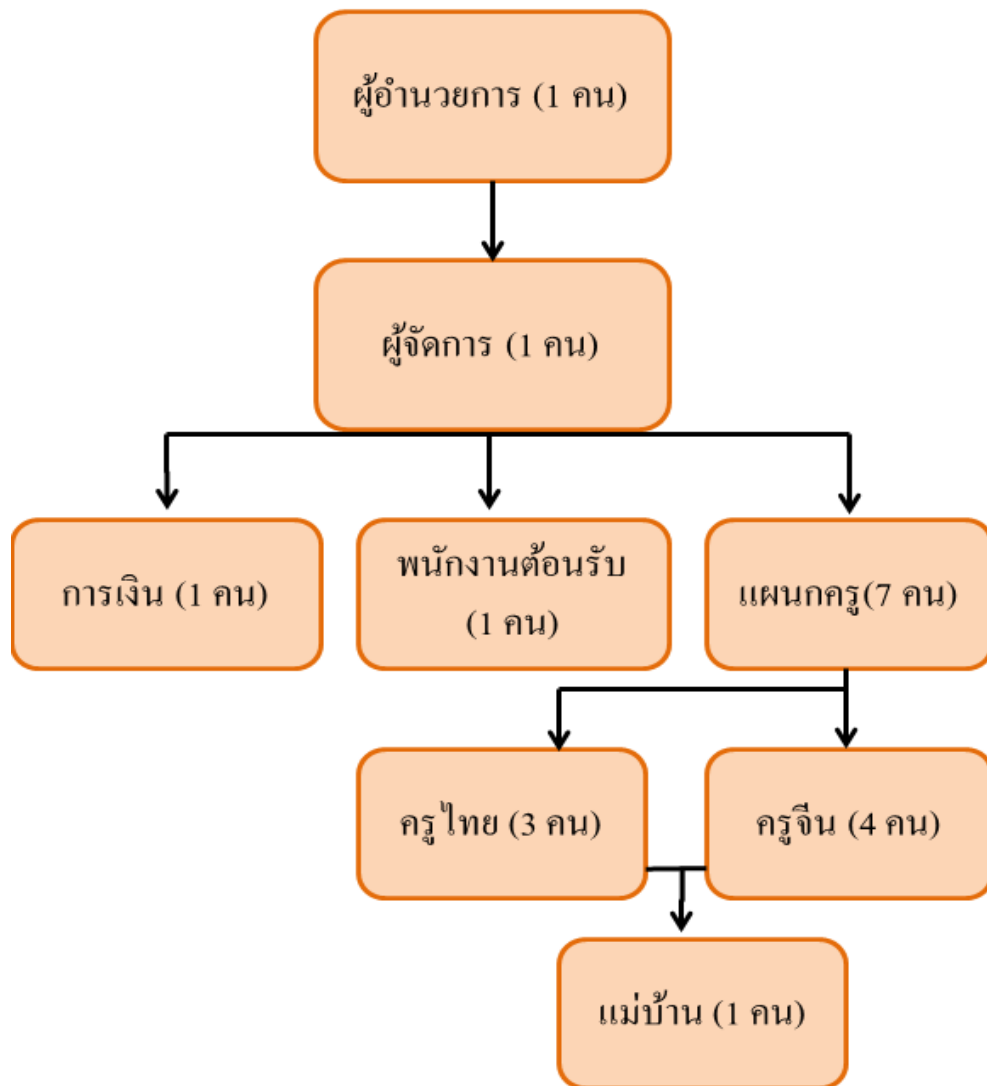 ผู้อำนวยการ (1 คน)
ผู้จัดการ (1 คน)
การเงิน (1 คน)
พนักงานต้อนรับ
(1 คน)
แผนกครู(7 คน)
ครูไทย (3 คน)
ครูจีน (4 คน)
แม่บ้าน (1 คน)